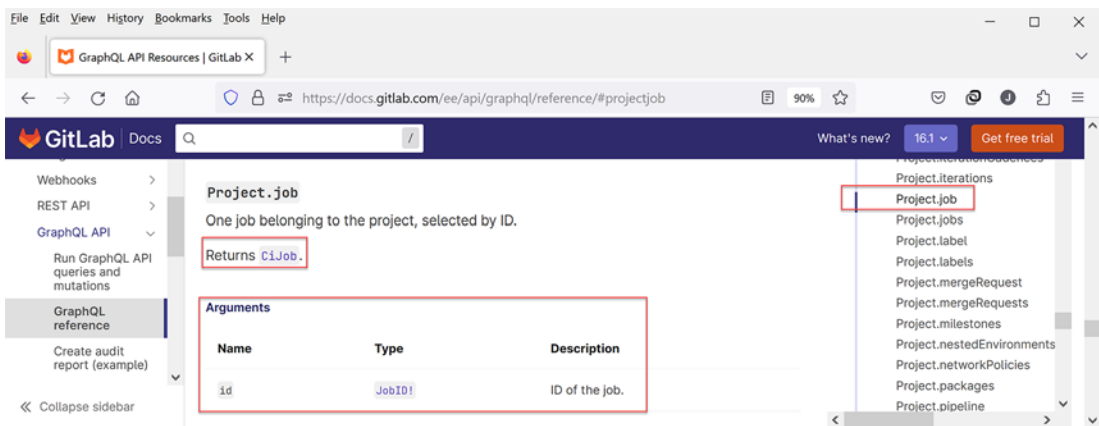 File Edit View History Bookmarks Tools Help
GraphQL API Resources | GitLab
https://docs.gitlab.com/ee/api/graphql/reference/#projectjob
90%
GitLab Docs
/
What's new?
16.1
Get free trial
Webhooks
REST API
GraphQL API
Run GraphQL API
queries and
mutations
GraphQL
reference
Create audit
report (example)
Collapse sidebar
Project.job
One job belonging to the project, selected by ID.
Returns CiJob.
Arguments
Name Type Description
id JobID! ID of the job.
Project.iterationCadences
Project.iterations
Project.job
Project.jobs
Project.label
Project.labels
Project.mergeRequest
Project.mergeRequests
Project.milestones
Project.nestedEnvironments
Project.networkPolicies
Project.packages
Project.pipeline